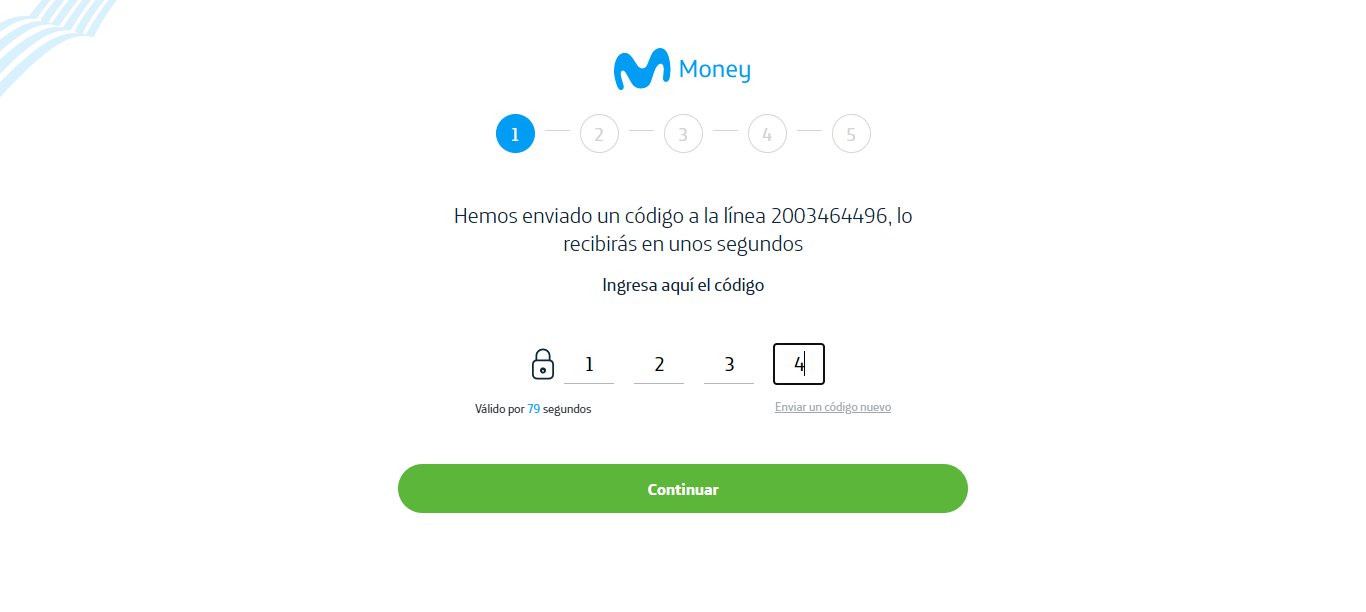 Money
1 2 3 4 5
Hemos enviado un código a la línea 2003464496, lo
recibirás en unos segundos
Ingresa aquí el código
1 2 3 4
Válido por 79 segundos
Enviar un código nuevo
Continuar